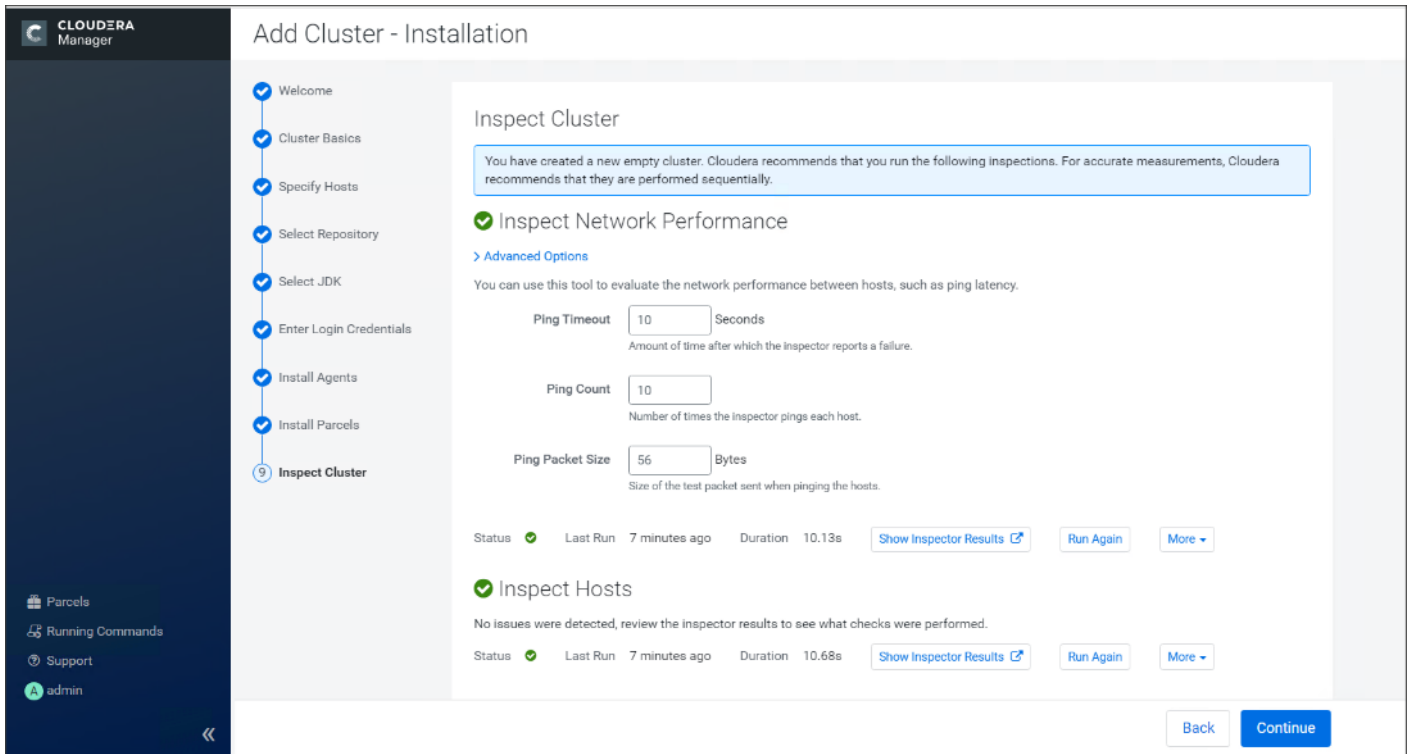 CLOUDERA
Manager
Add Cluster - Installation
Welcome
Cluster Basics
Specify Hosts
Select Repository
Select JDK
Enter Login Credentials
Install Agents
Install Parcels
9 Inspect Cluster
Inspect Cluster
You have created a new empty cluster. Cloudera recommends that you run the following inspections. For accurate measurements, Cloudera
recommends that they are performed sequentially.
Inspect Network Performance
Advanced Options
You can use this tool to evaluate the network performance between hosts, such as ping latency.
Ping Timeout 10 Seconds
Amount of time after which the inspector reports a failure.
Ping Count 10
Number of times the inspector pings each host.
Ping Packet Size 56 Bytes
Size of the test packet sent when pinging the hosts.
Status Last Run 7 minutes ago Duration 10.13s Show Inspector Results Run Again More
Inspect Hosts
No issues were detected, review the inspector results to see what checks were performed.
Status Last Run 7 minutes ago Duration 10.68s Show Inspector Results Run Again More
Parcels
Running Commands
Support
A admin
Back Continue